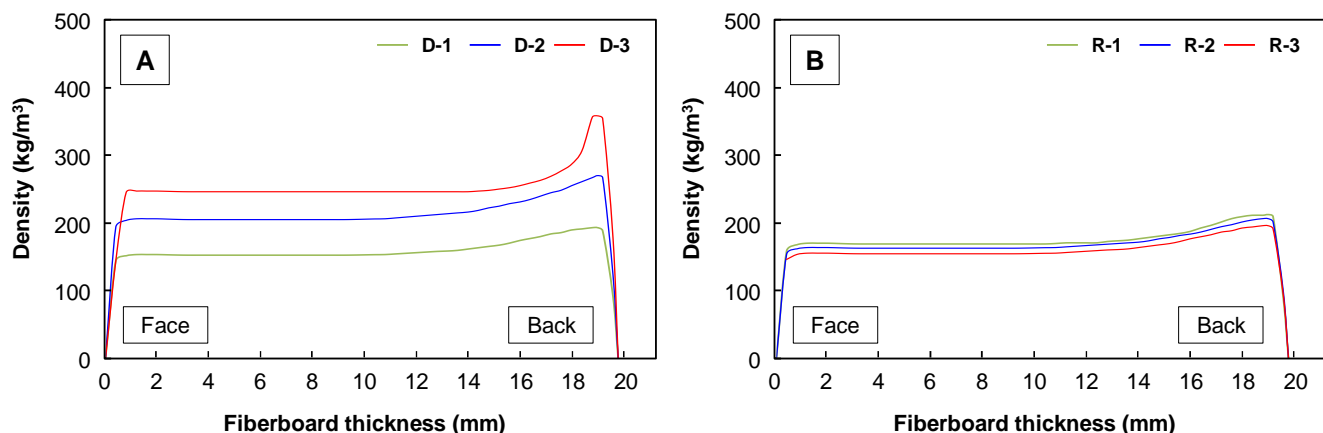 A
D-1 D-2 D-3
500
400
300
200
100
0
Density (kg/m³)
Face Back
0 2 4 6 8 10 12 14 16 18 20
Fiberboard thickness (mm)
B
R-1 R-2 R-3
500
400
300
200
100
0
Density (kg/m³)
Face Back
0 2 4 6 8 10 12 14 16 18 20
Fiberboard thickness (mm)